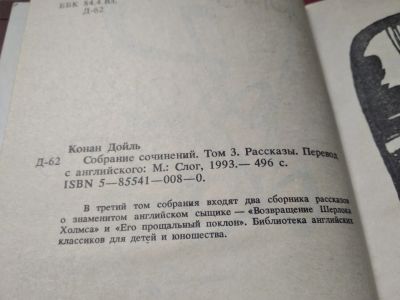 ББК 84.4 Вл.
Д-62
Конан Дойль
Д-62 Собрание сочинений. Том 3. Рассказы. Перевод
с английского: М.: Слог, 1993.— 496 с.
ISBN 5—85541—008—0.
В третий том собрания входят два сборника рассказов
о знаменитом английском сыщике — «Возвращение Шерлока
Холмса» и «Его прощальный поклон». Библиотека английских
классиков для детей и юношества.